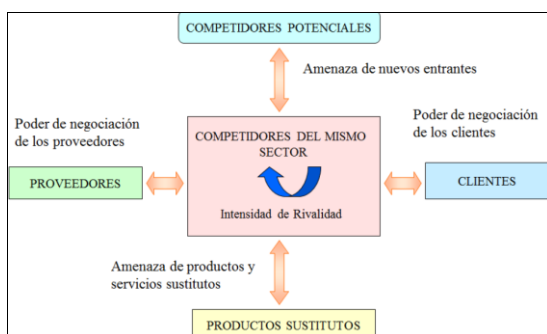 COMPETIDORES POTENCIALES
Amenaza de nuevos entrantes
Poder de negociación
de los proveedores
Poder de negociación
de los clientes
COMPETIDORES DEL MISMO
SECTOR
PROVEEDORES
CLIENTES
Intensidad de Rivalidad
Amenaza de productos y
servicios sustitutos
PRODUCTOS SUSTITUTOS